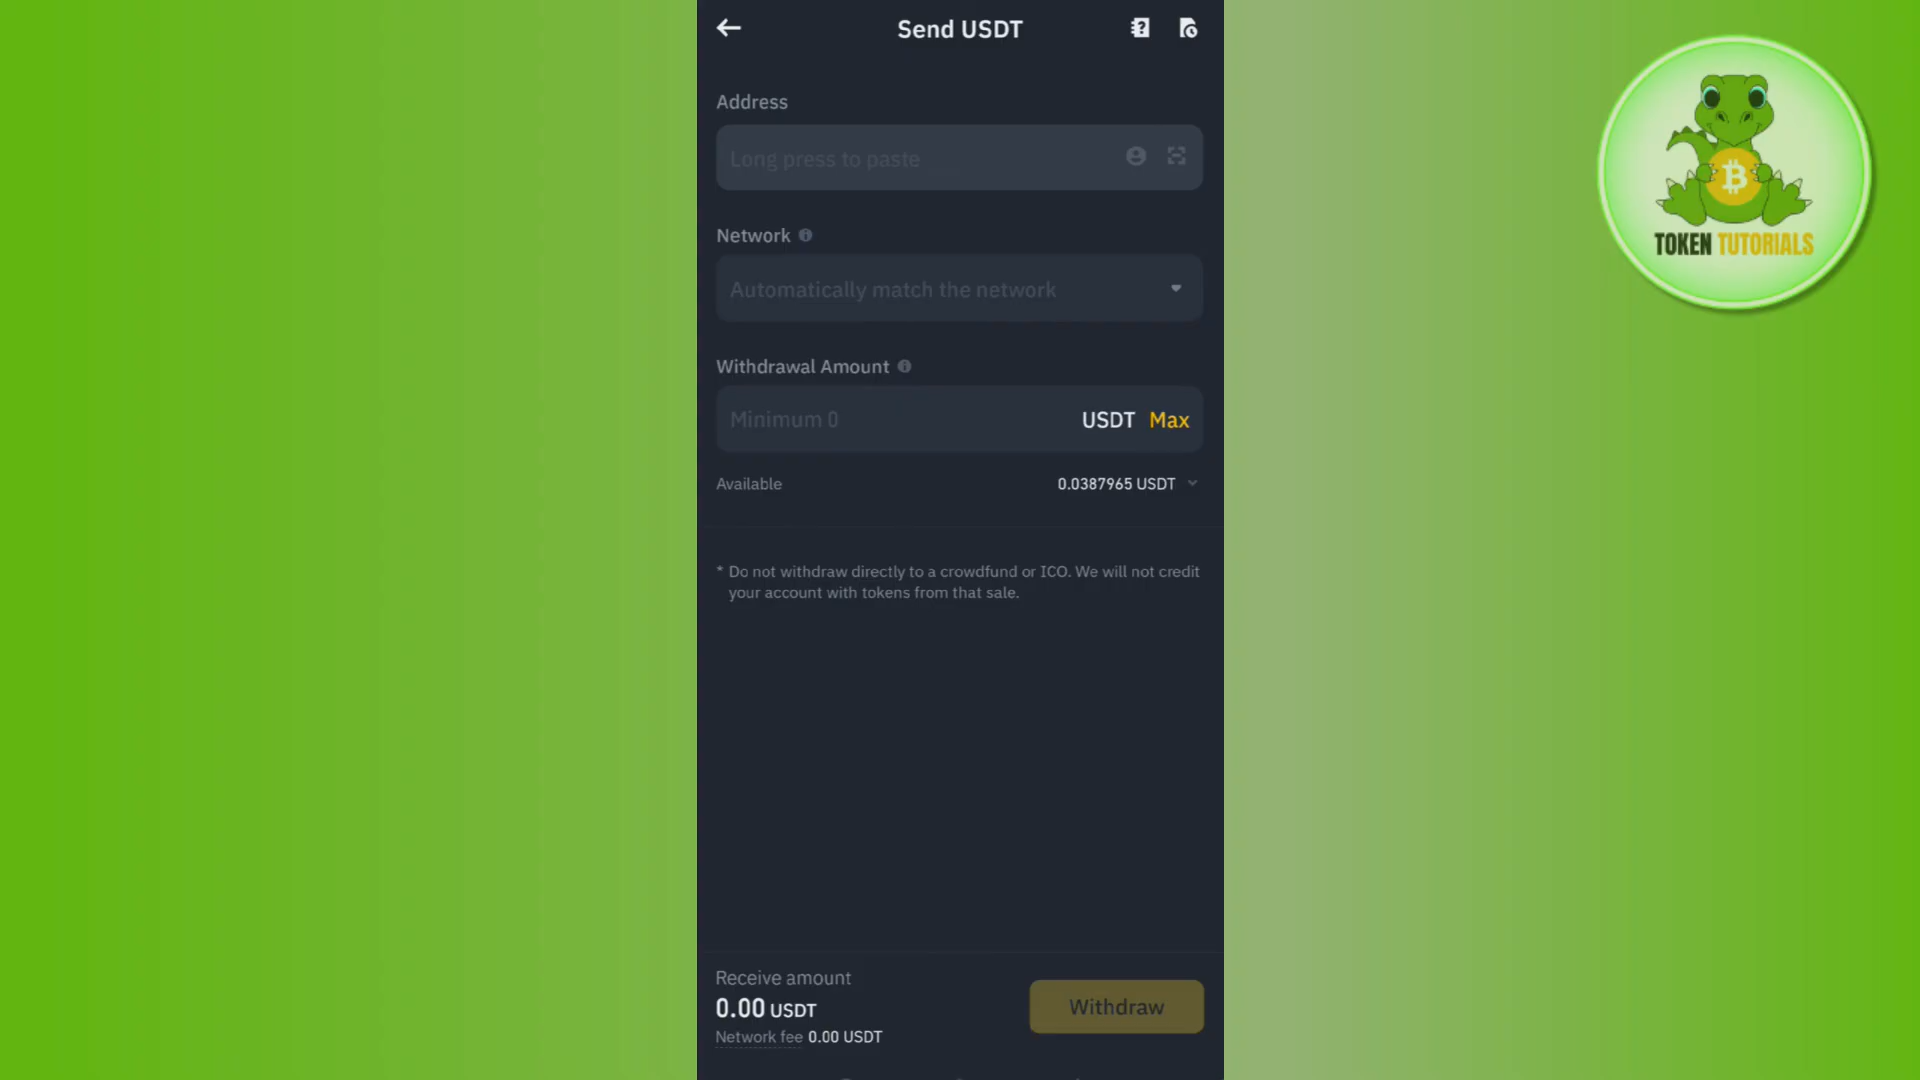 Send USDT
Address
Long press to paste
Network
Automatically match the network
Withdrawal Amount
Minimum 0 USDT Max
Available 0.0387965 USDT
* Do not withdraw directly to a crowdfund or ICO. We will not credit
your account with tokens from that sale.
Receive amount
0.00 USDT
Network fee 0.00 USDT
Withdraw
TOKEN TUTORIALS